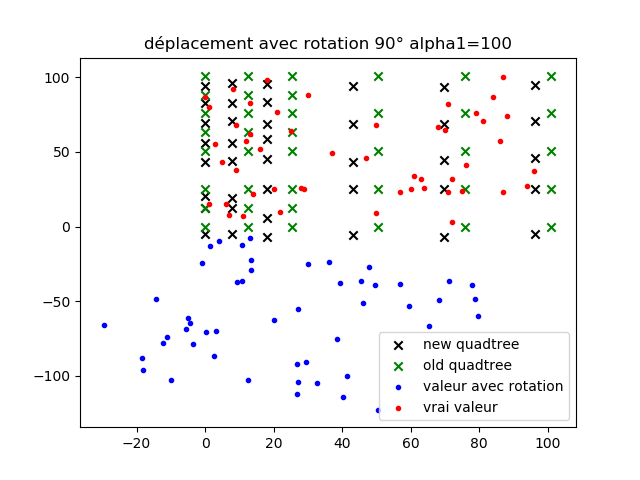 déplacement avec rotation 90° alpha1=100
100
50
0
−50
−100
new quadtree
old quadtree
valeur avec rotation
vrai valeur
−20
0
20
40
60
80
100